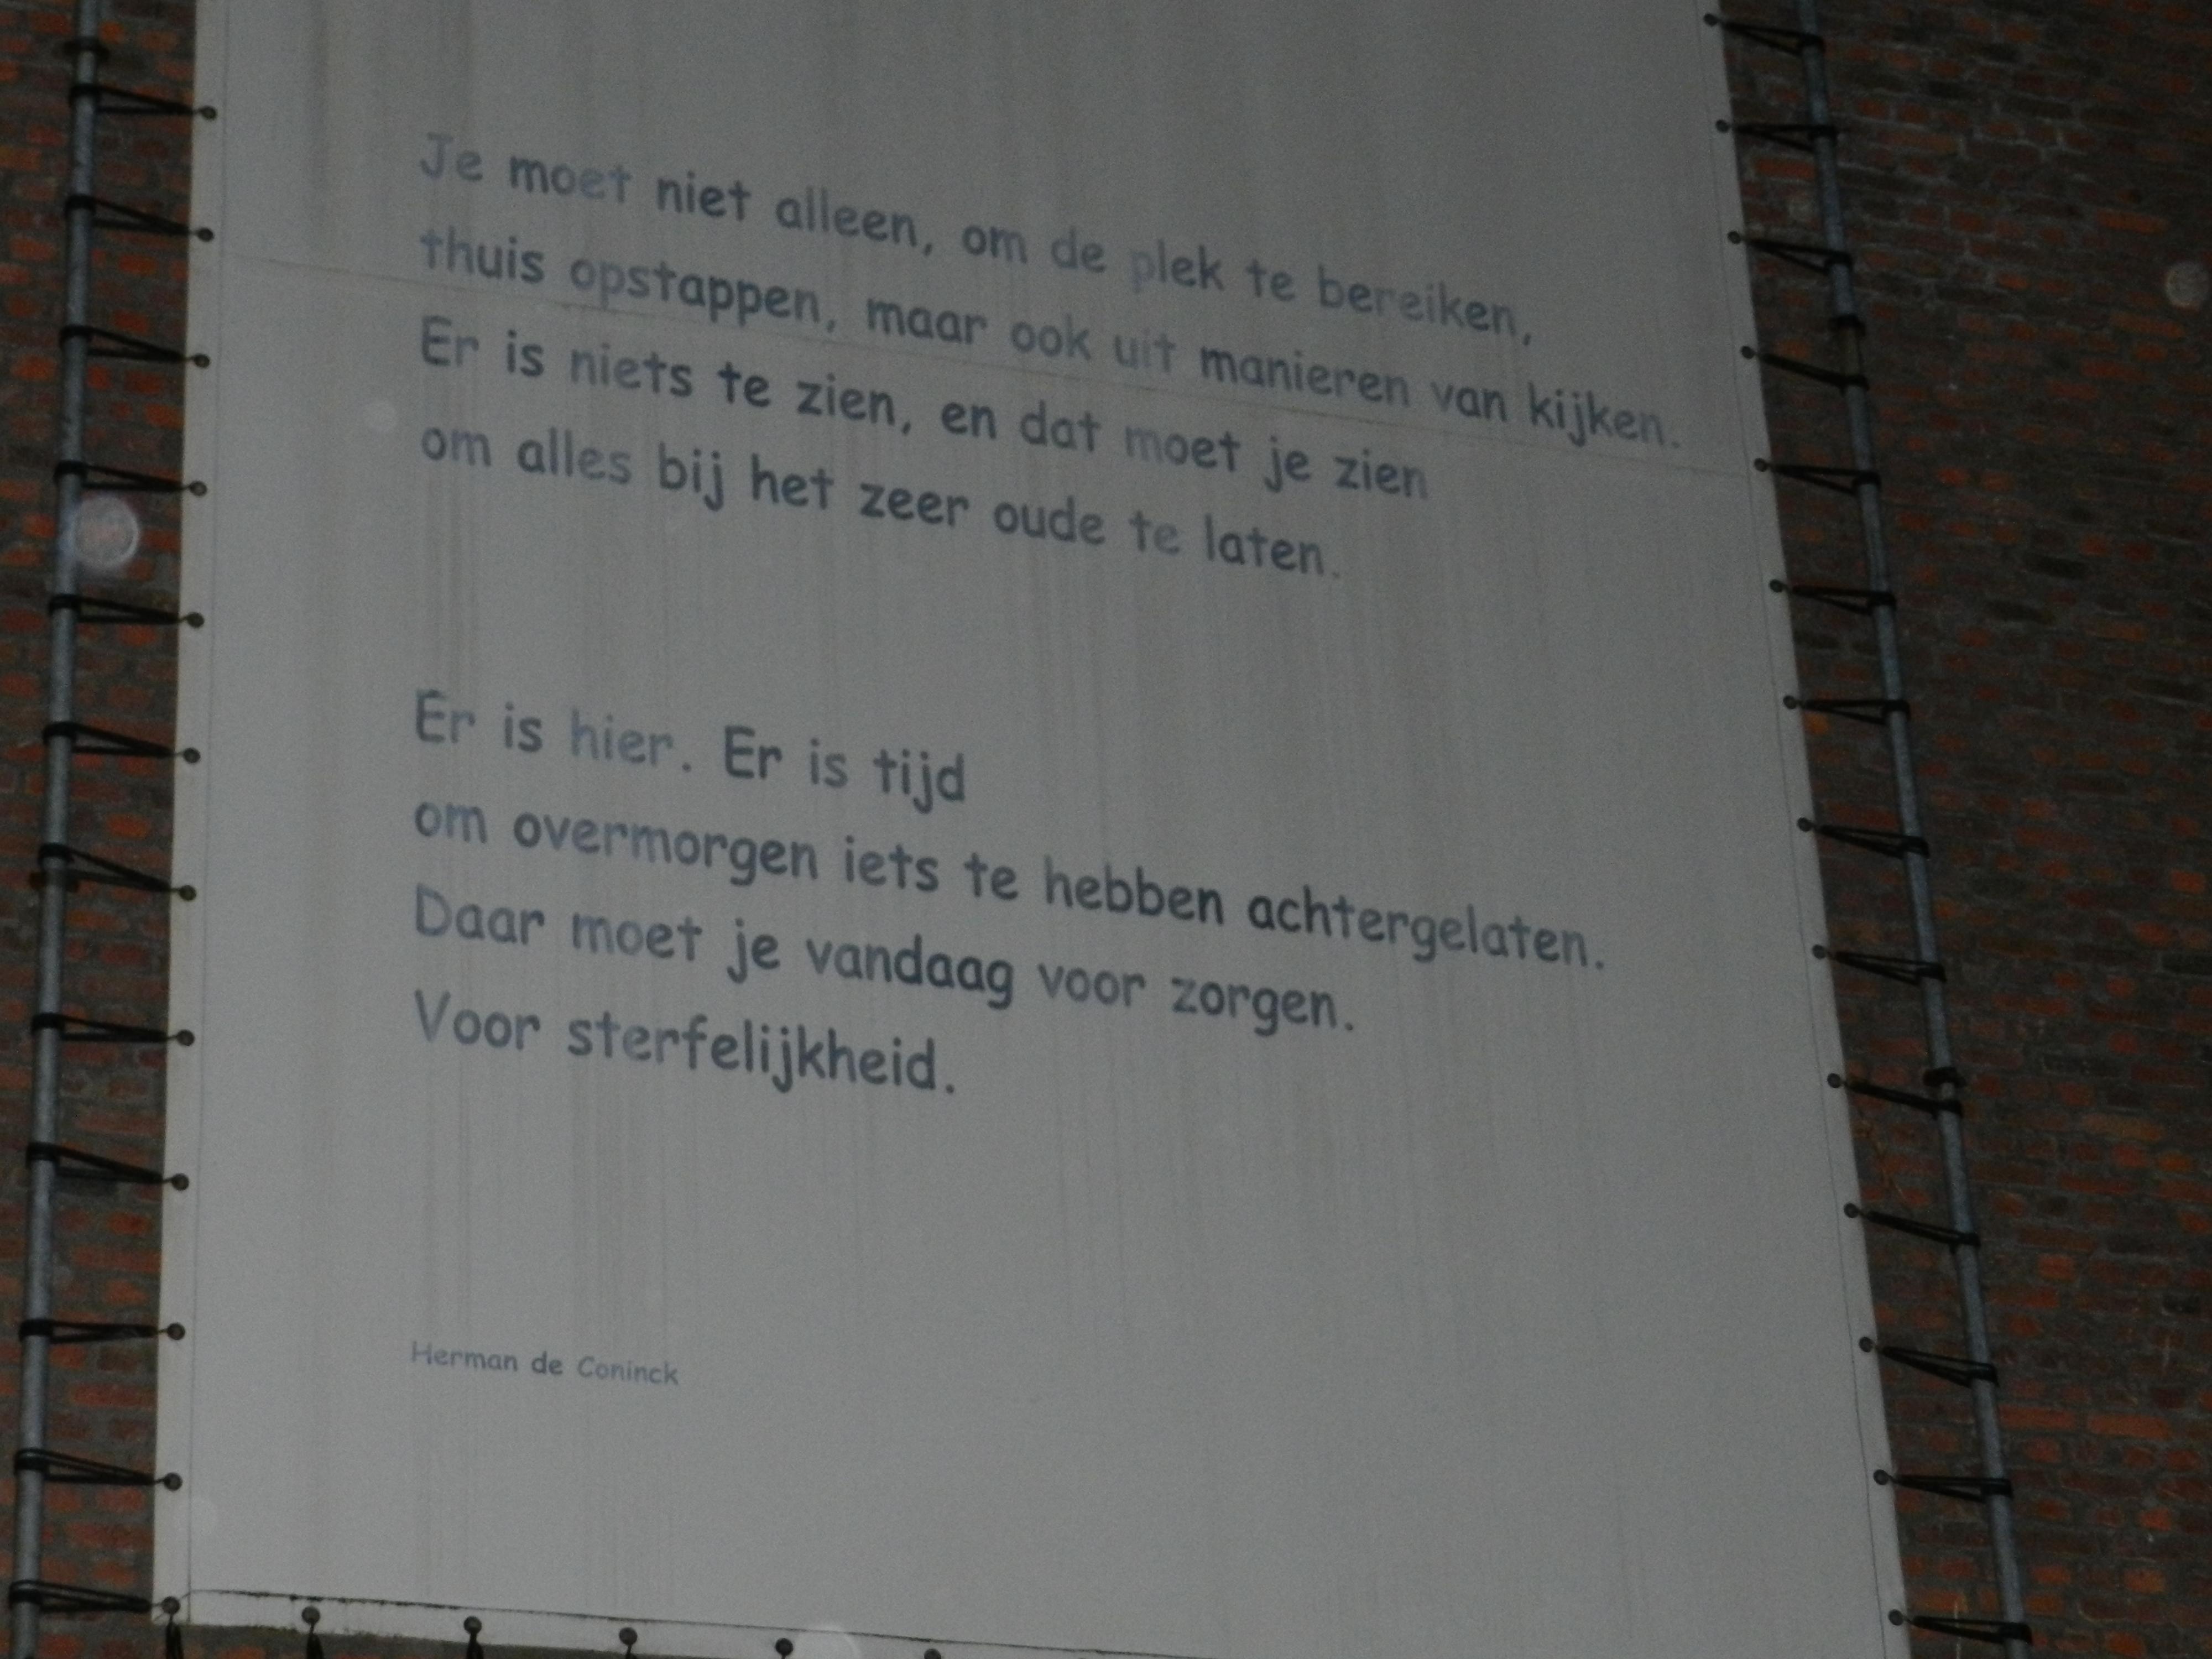 Je moet niet alleen, om de plek te bereiken,
thuis opstappen, maar ook uit manieren van kijken.
Er is niets te zien, en dat moet je zien
om alles bij het zeer oude te laten.
Er is hier. Er is tijd
om overmorgen iets te hebben achtergelaten.
Daar moet je vandaag voor zorgen.
Voor sterfelijkheid.
Herman de Coninck